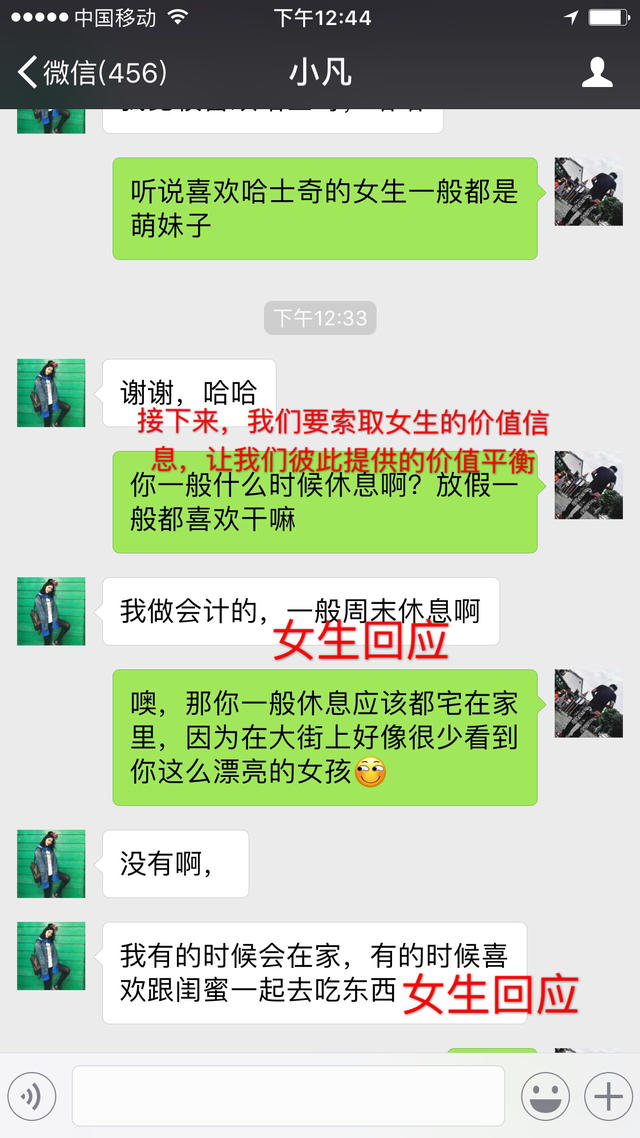 中国移动
下午12:44
微信(456)
小凡
听说喜欢哈士奇的女生一般都是
萌妹子
下午12:33
谢谢，哈哈
接下来，我们要索取女生的价值信
息，让我们彼此提供的价值平衡
你一般什么时候休息啊？放假一
般都喜欢干嘛
我做会计的，一般周末休息啊
女生回应
噢，那你一般休息应该都宅在家
里，因为在大街上好像很少看到
你这么漂亮的女孩
没有啊，
我有的时候会在家，有的时候喜
欢跟闺蜜一起去吃东西
女生回应